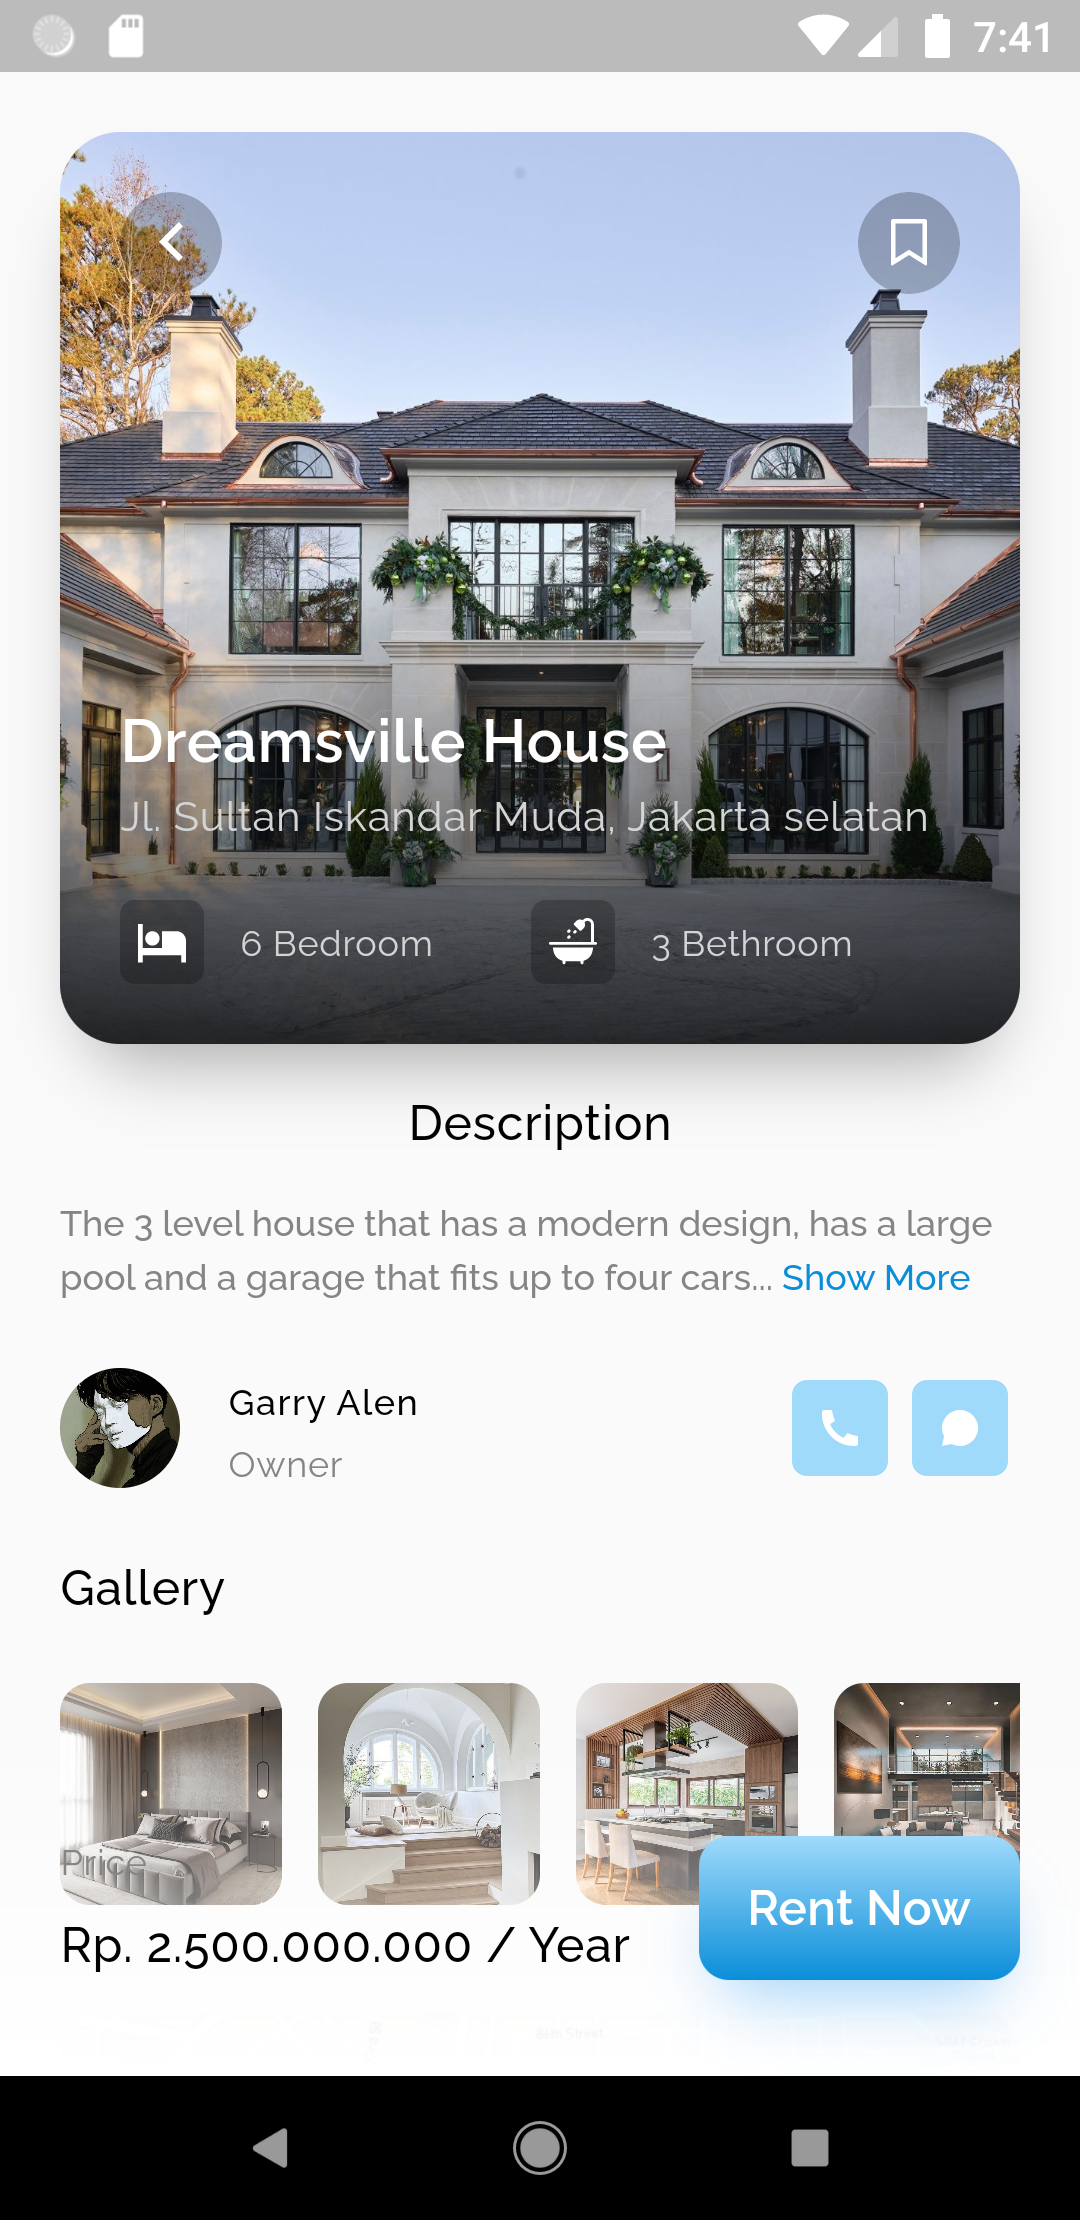 7:41
Dreamsville House
Jl. Sultan Iskandar Muda, Jakarta selatan
6 Bedroom
3 Bethroom
Description
The 3 level house that has a modern design, has a large
pool and a garage that fits up to four cars... Show More
Garry Alen
Owner
Gallery
Price
Rp. 2.500.000.000 / Year
Rent Now
86th Street